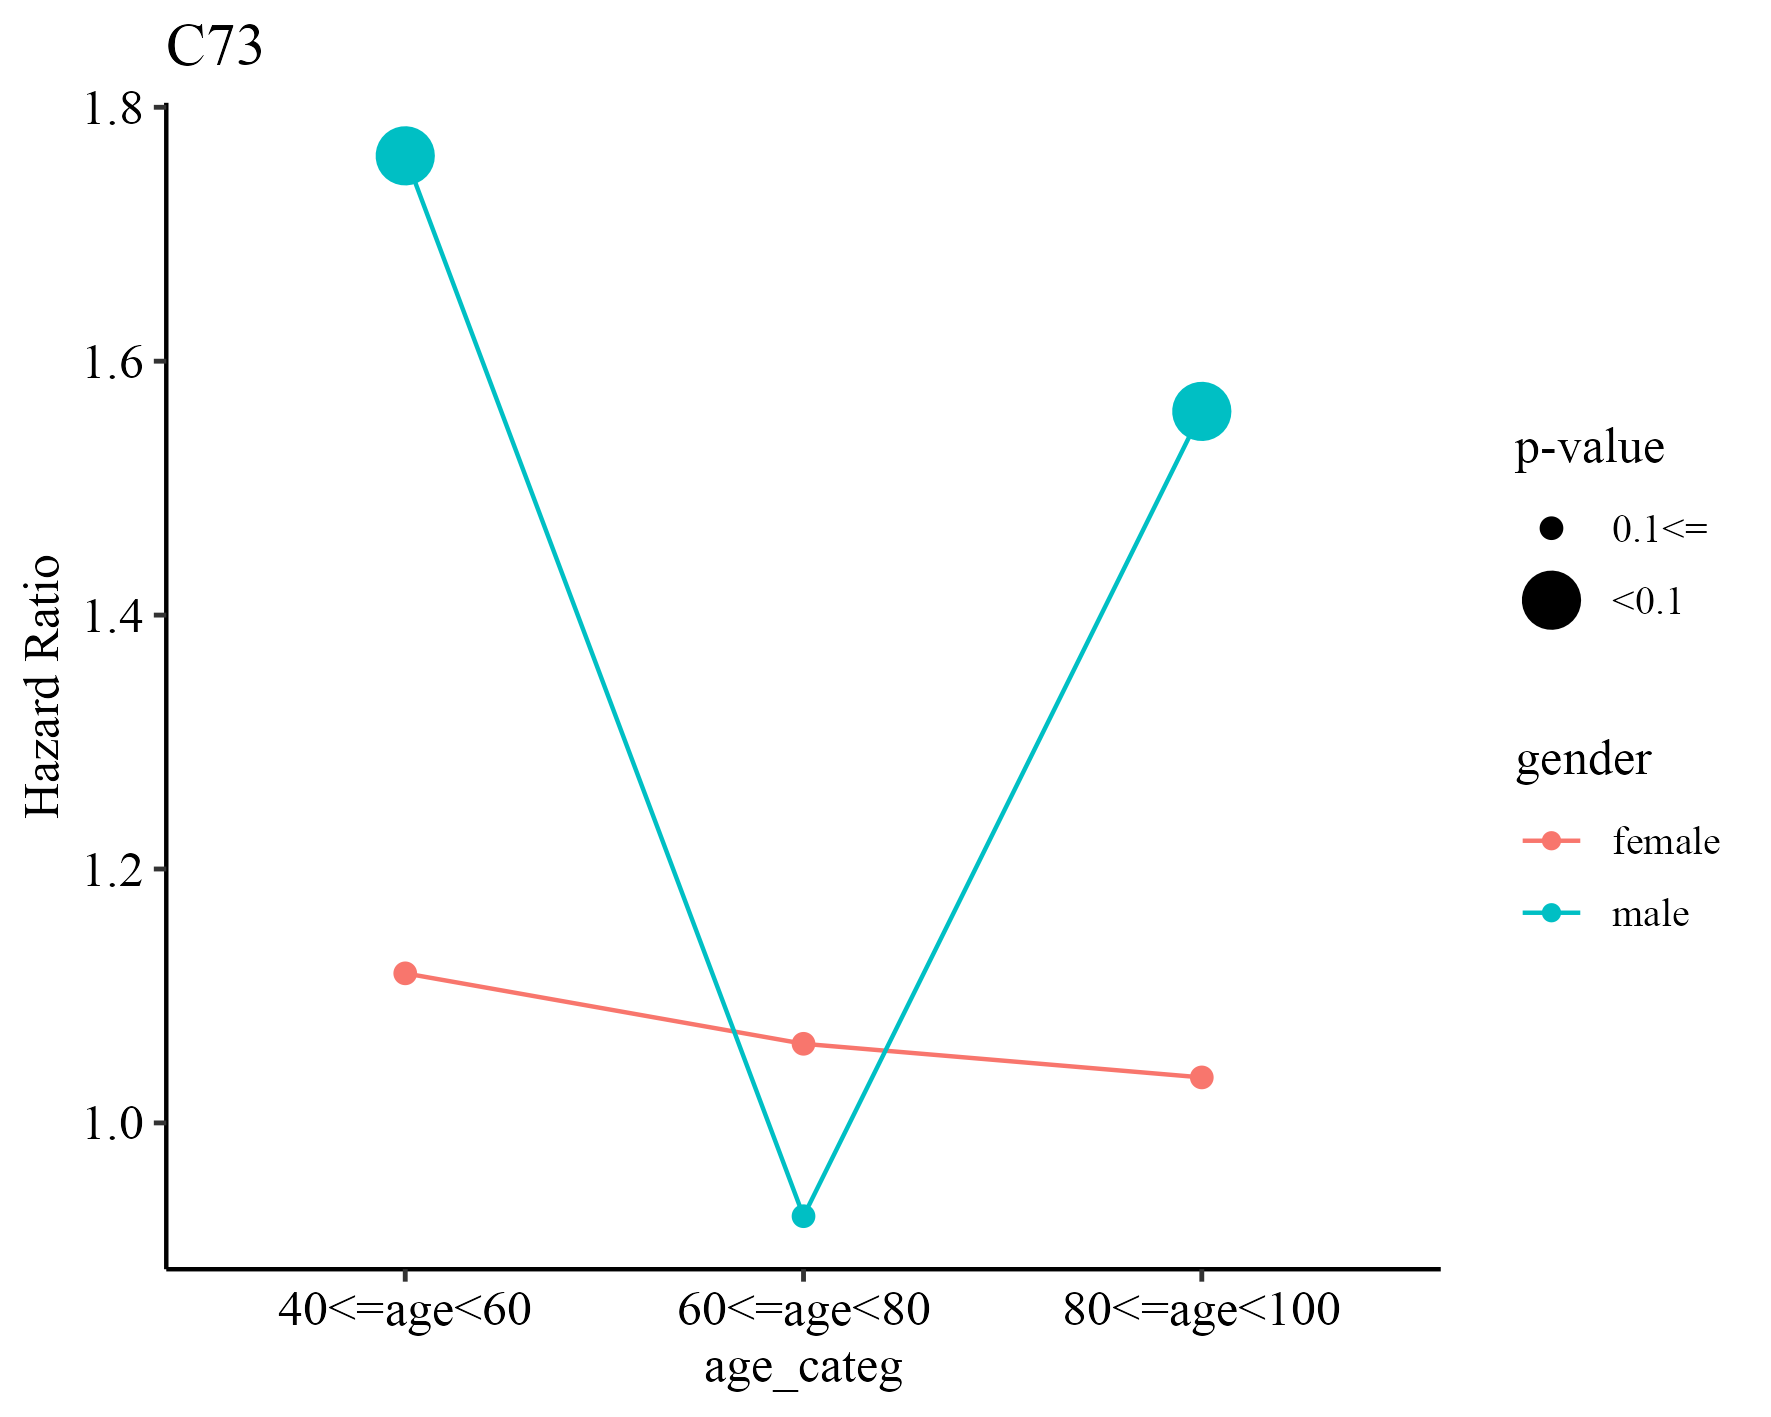 C73
1.8
1.6
1.4
1.2
1.0
Hazard Ratio
40<=age<60
60<=age<80
80<=age<100
age_categ
p-value
0.1<=
<0.1
gender
female
male